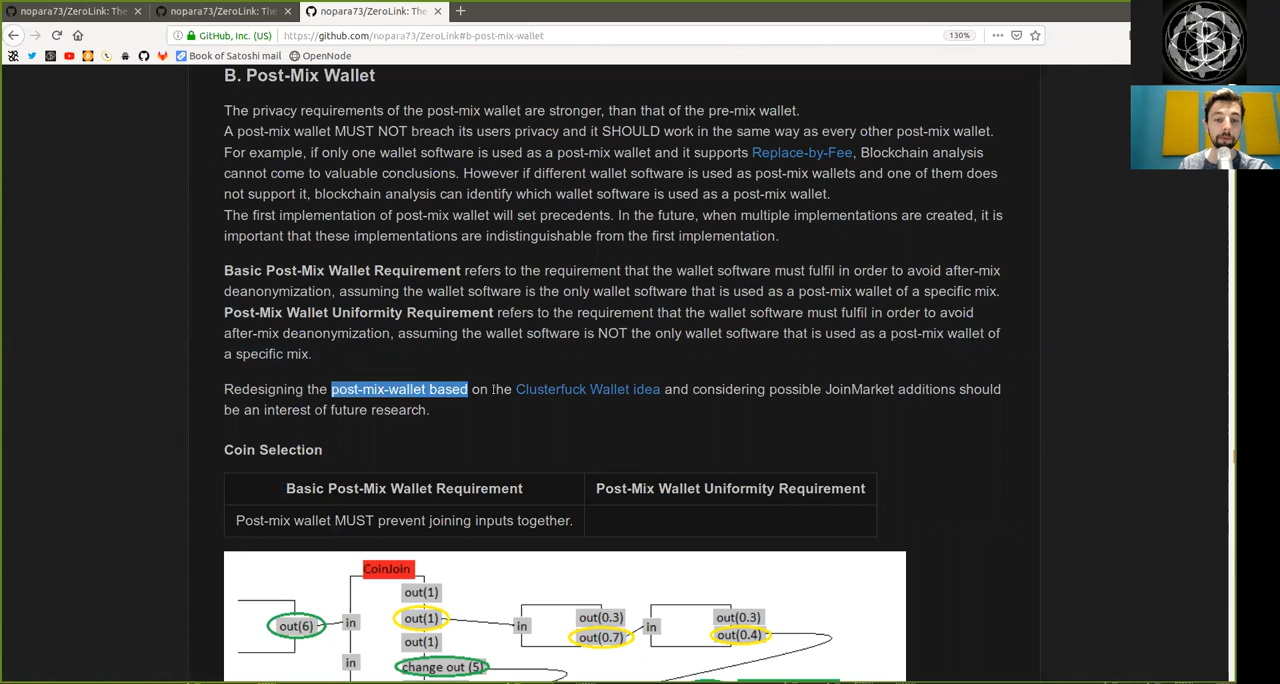 nopara73/ZeroLink: The
nopara73/ZeroLink: The
nopara73/ZeroLink: The
GitHub, Inc. (US)
https://github.com/nopara73/ZeroLink#b-post-mix-wallet
130%
Book of Satoshi mail
OpenNode
B. Post-Mix Wallet
The privacy requirements of the post-mix wallet are stronger, than that of the pre-mix wallet.
A post-mix wallet MUST NOT breach its users privacy and it SHOULD work in the same way as every other post-mix wallet.
For example, if only one wallet software is used as a post-mix wallet and it supports Replace-by-Fee, Blockchain analysis
cannot come to valuable conclusions. However if different wallet software is used as post-mix wallets and one of them does
not support it, blockchain analysis can identify which wallet software is used as a post-mix wallet.
The first implementation of post-mix wallet will set precedents. In the future, when multiple implementations are created, it is
important that these implementations are indistinguishable from the first implementation.
Basic Post-Mix Wallet Requirement refers to the requirement that the wallet software must fulfil in order to avoid after-mix
deanonymization, assuming the wallet software is the only wallet software that is used as a post-mix wallet of a specific mix.
Post-Mix Wallet Uniformity Requirement refers to the requirement that the wallet software must fulfil in order to avoid
after-mix deanonymization, assuming the wallet software is NOT the only wallet software that is used as a post-mix wallet of
a specific mix.
Redesigning the post-mix-wallet based on the Clusterfuck Wallet idea and considering possible JoinMarket additions should
be an interest of future research.
Coin Selection
Basic Post-Mix Wallet Requirement
Post-Mix Wallet Uniformity Requirement
Post-mix wallet MUST prevent joining inputs together.
CoinJoin
out(1)
out(6)
in
out(1)
in
out(0.3)
out(0.7)
in
out(0.3)
out(0.4)
out(1)
in
change out (5)